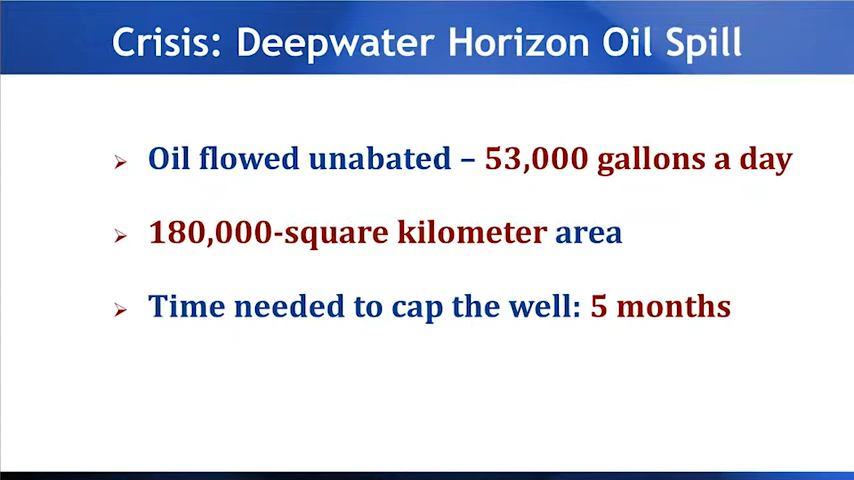 Crisis: Deepwater Horizon Oil Spill
Oil flowed unabated – 53,000 gallons a day
180,000-square kilometer area
Time needed to cap the well: 5 months